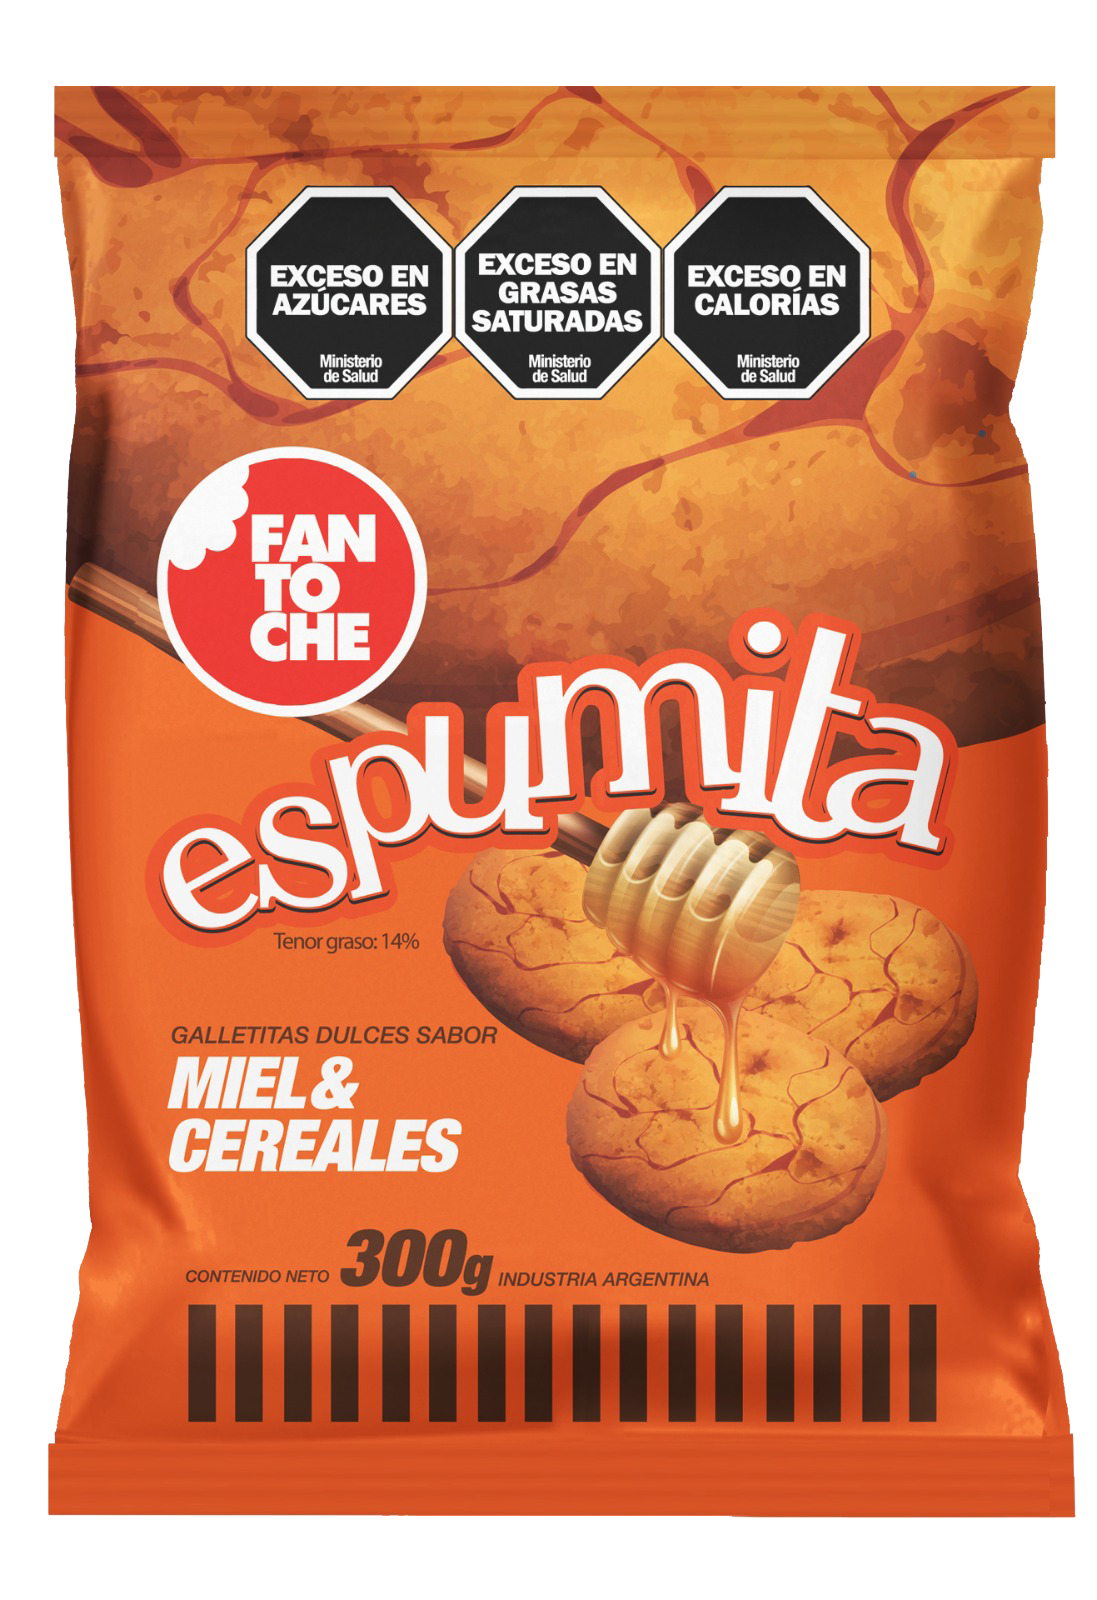 EXCESO EN
AZÚCARES
Ministerio
de Salud
EXCESO EN
GRASAS
SATURADAS
Ministerio
de Salud
EXCESO EN
CALORÍAS
Ministerio
de Salud
FAN
TO
CHE
espumita
Tenor graso: 14%
GALLETITAS DULCES SABOR
MIEL &
CEREALES
CONTENIDO NETO 300g INDUSTRIA ARGENTINA